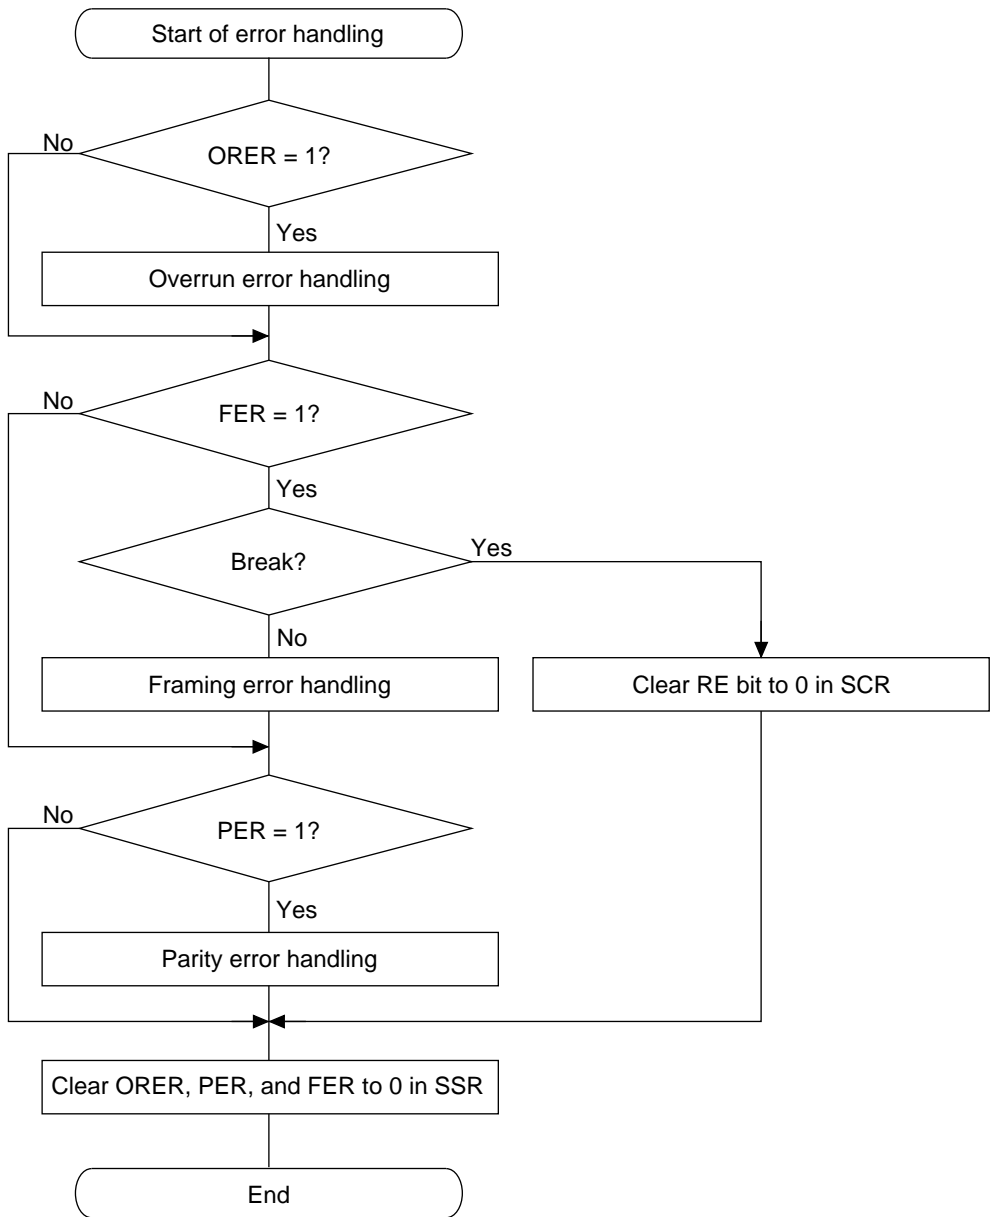 Start of error handling
No
ORER = 1?
Yes
Overrun error handling
No
FER = 1?
Yes
Break?
Yes
No
Framing error handling
Clear RE bit to 0 in SCR
No
PER = 1?
Yes
Parity error handling
Clear ORER, PER, and FER to 0 in SSR
End